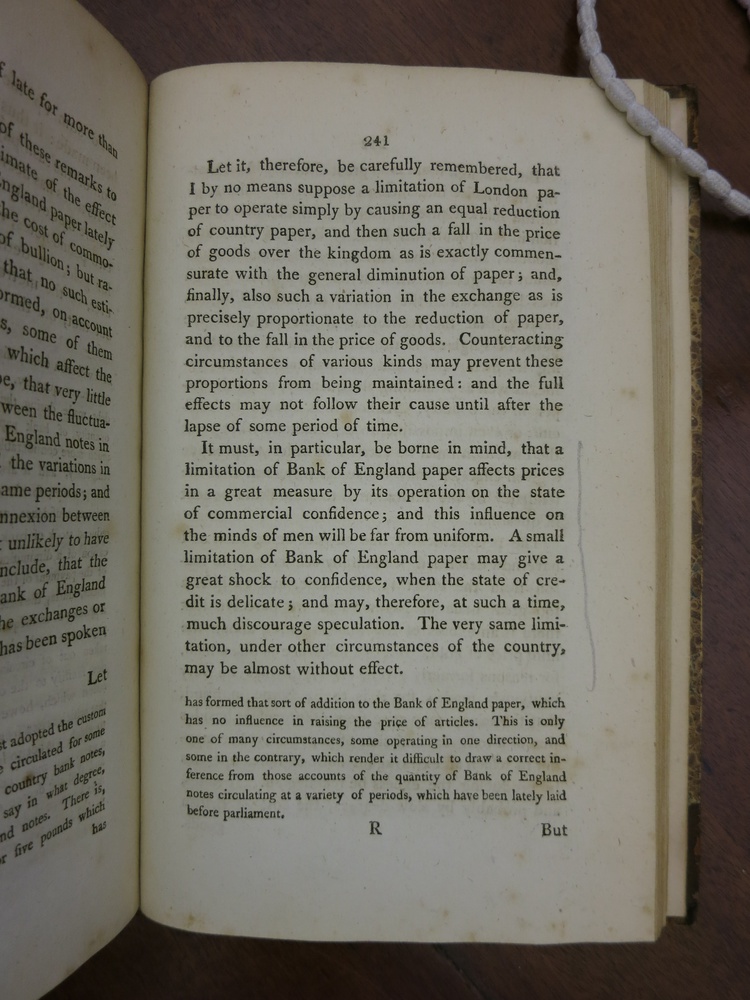 f late for more than
of these remarks to
imate of the effect
ngland paper lately
he cost of commo-
of bullion; but ra-
that no such esti-
ormed, on account
s, some of them
which affect the
e, that very little
ween the fluctua-
England notes in
the variations in
ame periods; and
nnexion between
unlikely to have
nclude, that the
ank of England
he exchanges or
has been spoken
Let
st adopted the custom
e circulated for some
country bank notes,
say in what degree,
nd notes. There is,
r five pounds which
has
241
Let it, therefore, be carefully remembered, that
I by no means suppose a limitation of London pa-
per to operate simply by causing an equal reduction
of country paper, and then such a fall in the price
of goods over the kingdom as is exactly commen-
surate with the general diminution of paper; and,
finally, also such a variation in the exchange as is
precisely proportionate to the reduction of paper,
and to the fall in the price of goods. Counteracting
circumstances of various kinds may prevent these
proportions from being maintained: and the full
effects may not follow their cause until after the
lapse of some period of time.
It must, in particular, be borne in mind, that a
limitation of Bank of England paper affects prices
in a great measure by its operation on the state
of commercial confidence; and this influence on
the minds of men will be far from uniform. A small
limitation of Bank of England paper may give a
great shock to confidence, when the state of cre-
dit is delicate; and may, therefore, at such a time,
much discourage speculation. The very same limi-
tation, under other circumstances of the country,
may be almost without effect.
has formed that sort of addition to the Bank of England paper, which
has no influence in raising the price of articles. This is only
one of many circumstances, some operating in one direction, and
some in the contrary, which render it difficult to draw a correct in-
ference from those accounts of the quantity of Bank of England
notes circulating at a variety of periods, which have been lately laid
before parliament.
R
But